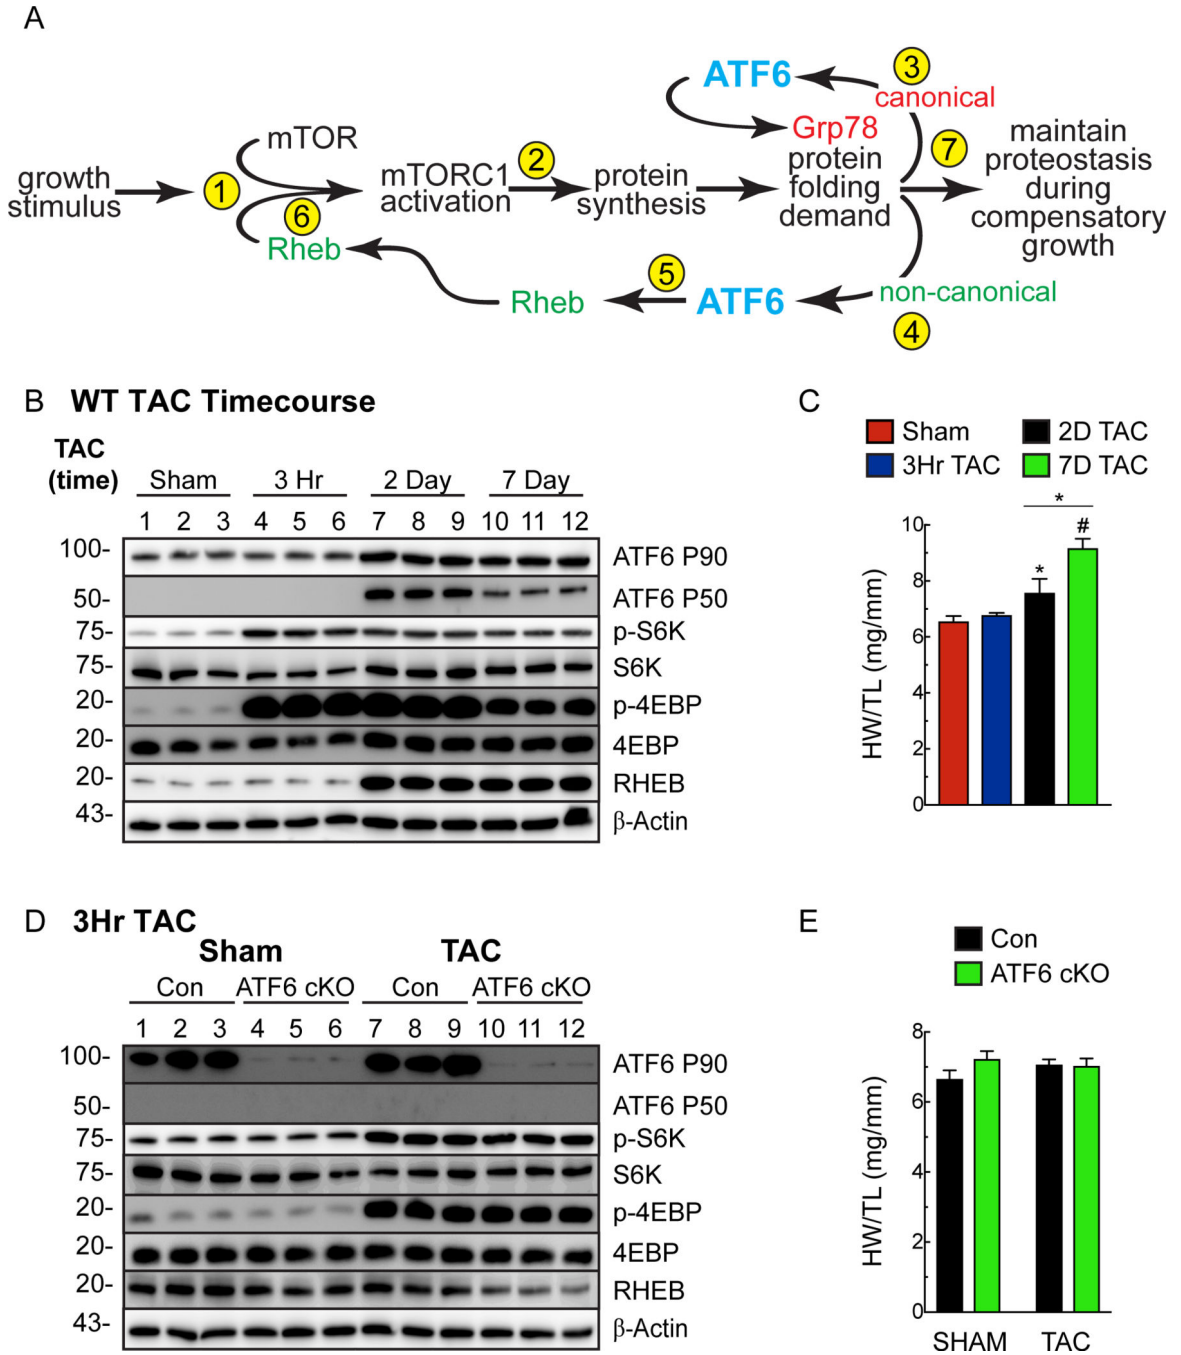 A
growth
stimulus
1
mTOR
6
Rheb
mTORC1
activation
2
protein
synthesis
ATF6
3
canonical
Grp78
protein
folding
demand
7
maintain
proteostasis
during
compensatory
growth
Rheb
5
ATF6
non-canonical
4
B WT TAC Timecourse
TAC
(time)
Sham 3 Hr 2 Day 7 Day
1 2 3 4 5 6 7 8 9 10 11 12
100- ATF6 P90
50- ATF6 P50
75- p-S6K
75- S6K
20- p-4EBP
20- 4EBP
20- RHEB
43- β-Actin
C
Sham 2D TAC
3Hr TAC 7D TAC
HW/TL (mg/mm)
10
8
6
4
2
0
*
*
#
D 3Hr TAC
Sham TAC
Con ATF6 cKO Con ATF6 cKO
1 2 3 4 5 6 7 8 9 10 11 12
100- ATF6 P90
50- ATF6 P50
75- p-S6K
75- S6K
20- p-4EBP
20- 4EBP
20- RHEB
43- β-Actin
E
Con
ATF6 cKO
HW/TL (mg/mm)
8
6
4
2
0
SHAM TAC